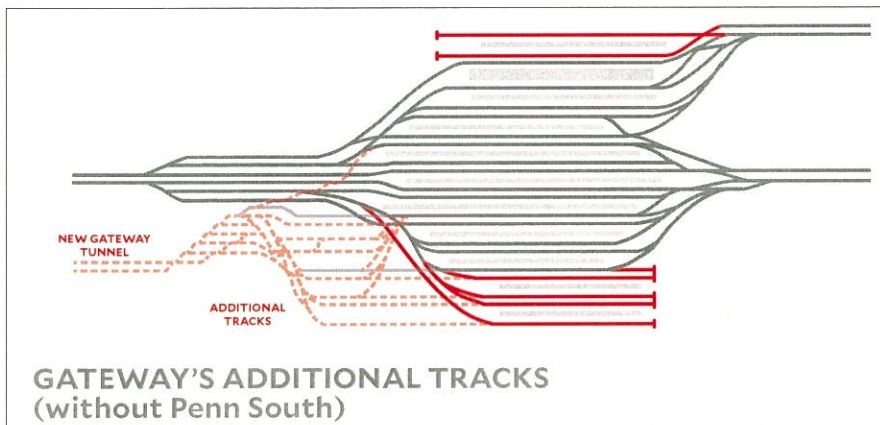 NEW GATEWAY
TUNNEL
ADDITIONAL
TRACKS
GATEWAY'S ADDITIONAL TRACKS
(without Penn South)